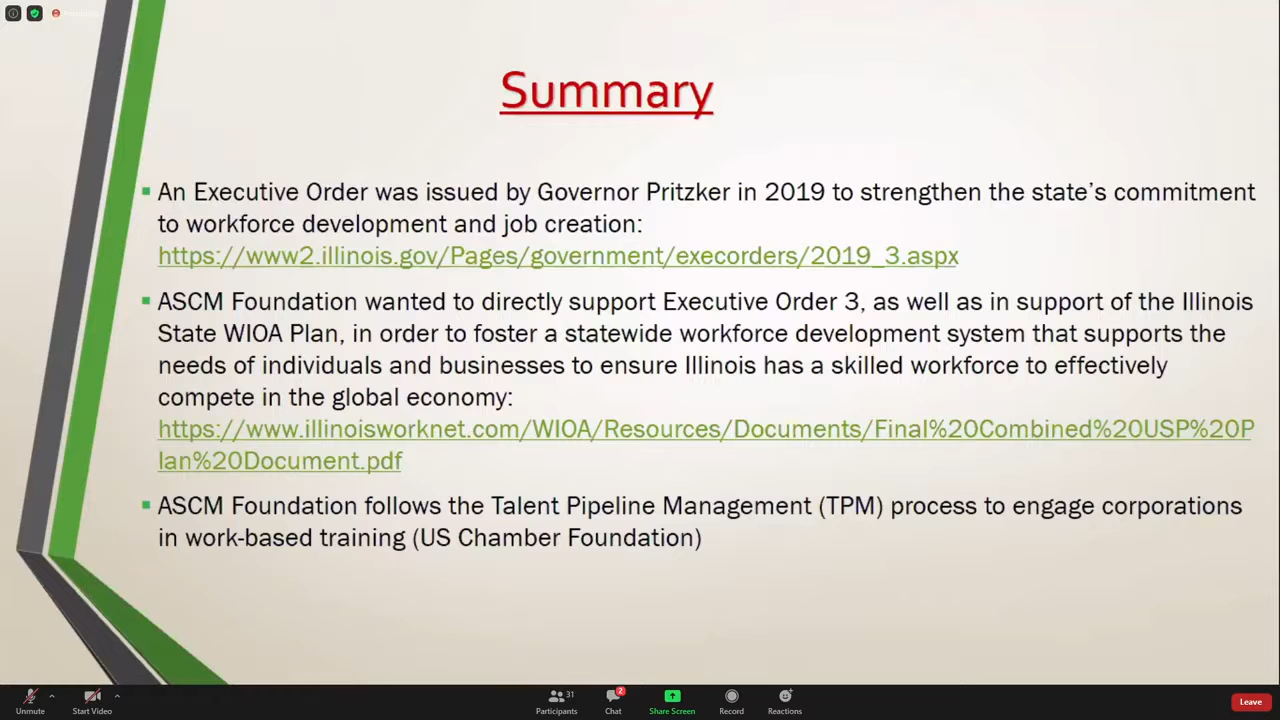 Summary
An Executive Order was issued by Governor Pritzker in 2019 to strengthen the state's commitment
to workforce development and job creation:
https://www2.illinois.gov/Pages/government/execorders/2019_3.aspx
ASCM Foundation wanted to directly support Executive Order 3, as well as in support of the Illinois
State WIOA Plan, in order to foster a statewide workforce development system that supports the
needs of individuals and businesses to ensure Illinois has a skilled workforce to effectively
compete in the global economy:
https://www.illinoisworknet.com/WIOA/Resources/Documents/Final%20Combined%20USP%20P
lan%20Document.pdf
ASCM Foundation follows the Talent Pipeline Management (TPM) process to engage corporations
in work-based training (US Chamber Foundation)
31
2
Unmute
Start Video
Participants
Chat
Share Screen
Record
Reactions
Leave